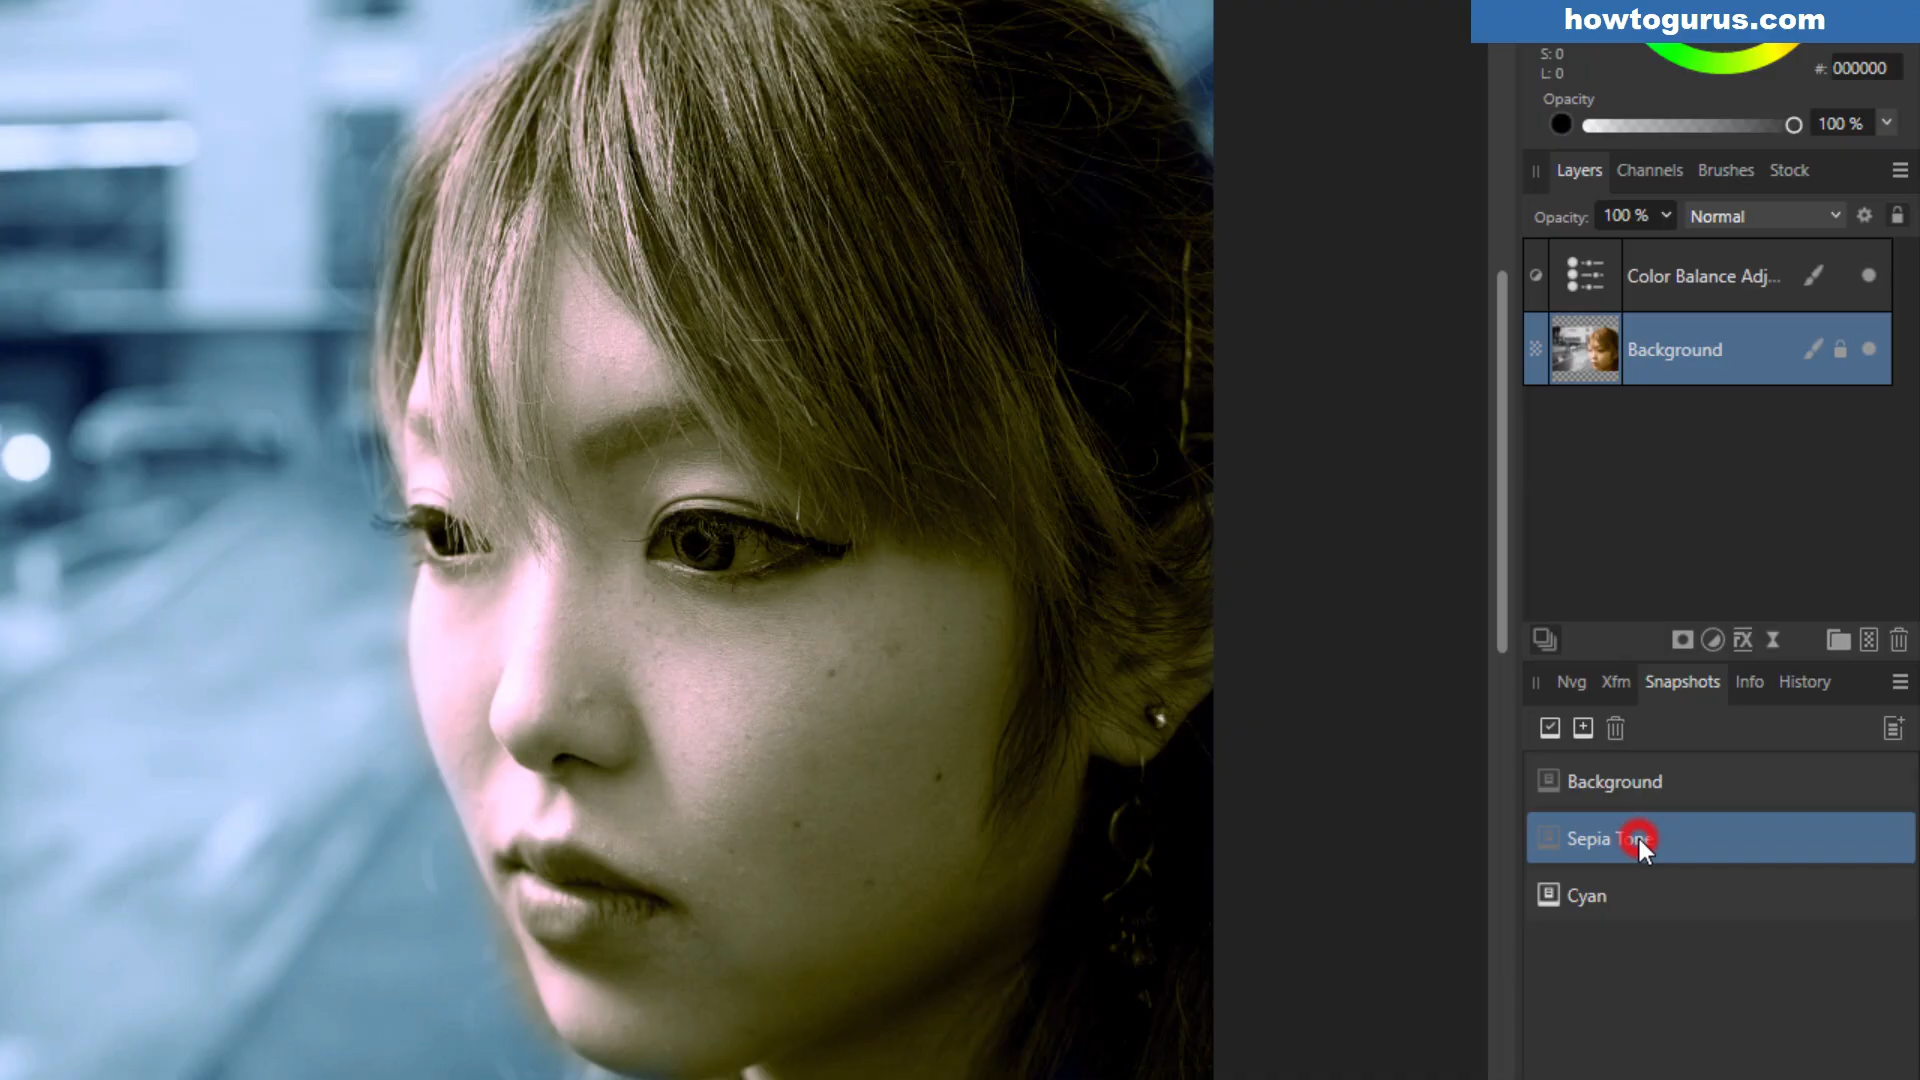 howtogurus.com
S: 0
L: 0
#: 000000
Opacity
100 %
Layers Channels Brushes Stock
Opacity: 100 % Normal
Color Balance Adj...
Background
Nvg Xfm Snapshots Info History
Background
Sepia Tone
Cyan